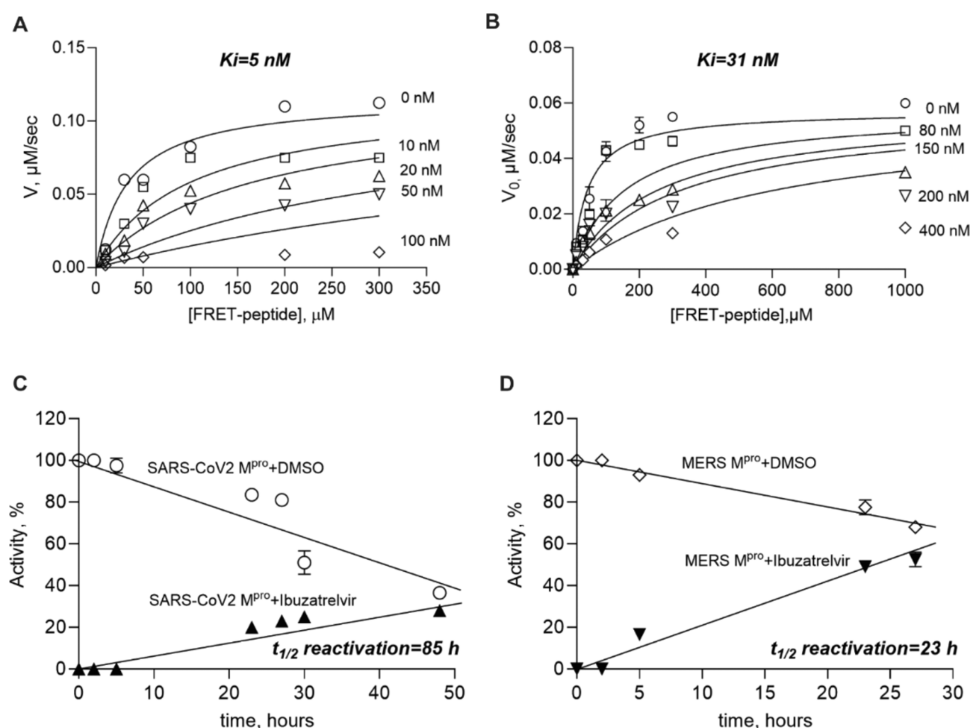 A
Ki=5 nM
V, µM/sec
0.15
0.10
0.05
0.00
0 nM
10 nM
20 nM
50 nM
100 nM
0 50 100 150 200 250 300 350
[FRET-peptide], µM
B
Ki=31 nM
V₀, µM/sec
0.08
0.06
0.04
0.02
0.00
0 nM
80 nM
150 nM
200 nM
400 nM
0 200 400 600 800 1000
[FRET-peptide],µM
C
Activity, %
120
100
80
60
40
20
0
SARS-CoV2 Mᵖʳᵒ+DMSO
SARS-CoV2 Mᵖʳᵒ+Ibuzatrelvir
t₁/₂ reactivation=85 h
0 10 20 30 40 50
time, hours
D
Activity, %
120
100
80
60
40
20
0
MERS Mᵖʳᵒ+DMSO
MERS Mᵖʳᵒ+Ibuzatrelvir
t₁/₂ reactivation=23 h
0 5 10 15 20 25 30
time, hours